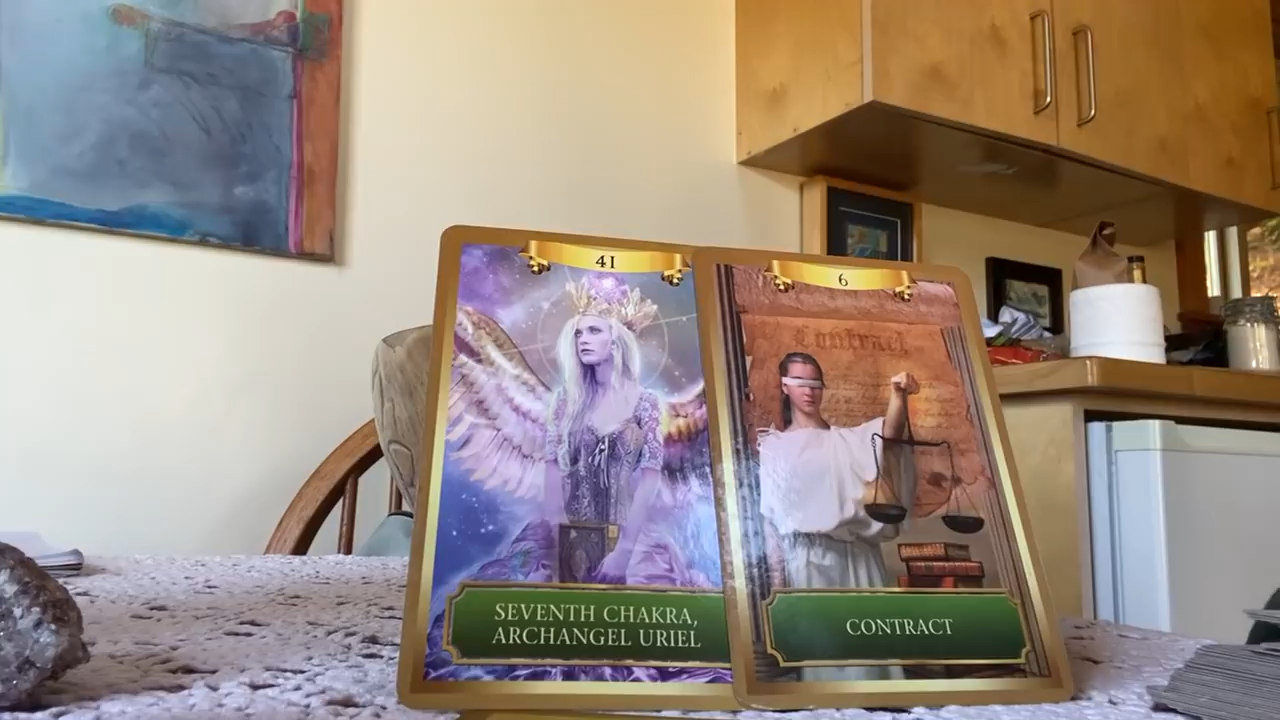 41
SEVENTH CHAKRA,
ARCHANGEL URIEL
6
Contract
CONTRACT